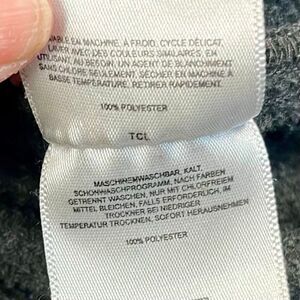 LAVABLE EN MACHINE, A FROID, CYCLE DÉLICAT,
LAVER AVEC DES COULEURS SIMILAIRES, EN
UTILISANT AU BESOIN, UN AGENT DE BLANCHIMENT
SANS CHLORE SEULEMENT. SÉCHER EN MACHINE A
BASSE TEMPÉRATURE. RETIRER RAPIDEMENT.
100% POLYESTER
TCL
MASCHINENWASCHBAR, KALT,
SCHONWASCHPROGRAMM, NACH FARBEN
GETRENNT WASCHEN, NUR MIT CHLORFREIEM
MITTEL BLEICHEN, FALLS ERFORDERLICH. IM
TROCKNER BEI NIEDRIGER
TEMPERATUR TROCKNEN, SOFORT HERAUSNEHMEN
100% POLYESTER